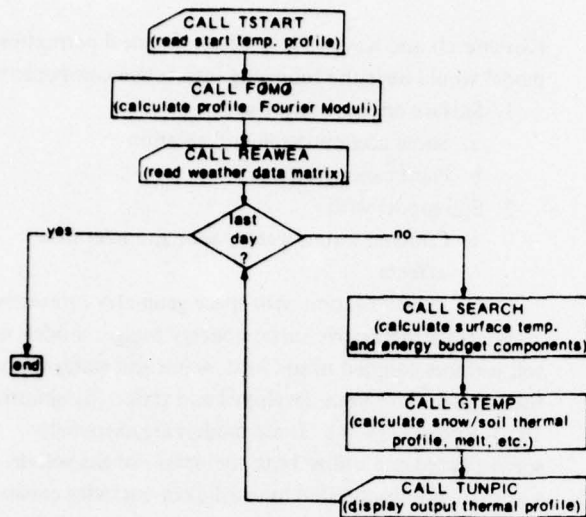 CALL TSTART
(read start temp. profile)
CALL FOMO
(calculate profile Fourier Moduli)
CALL REAWEA
(read weather data matrix)
last
day
?
yes
no
end
CALL SEARCH
(calculate surface temp.
and energy budget components)
CALL STEMP
(calculate snow/soil thermal
profile, melt, etc.)
CALL TUNPIC
(display output thermal profile)